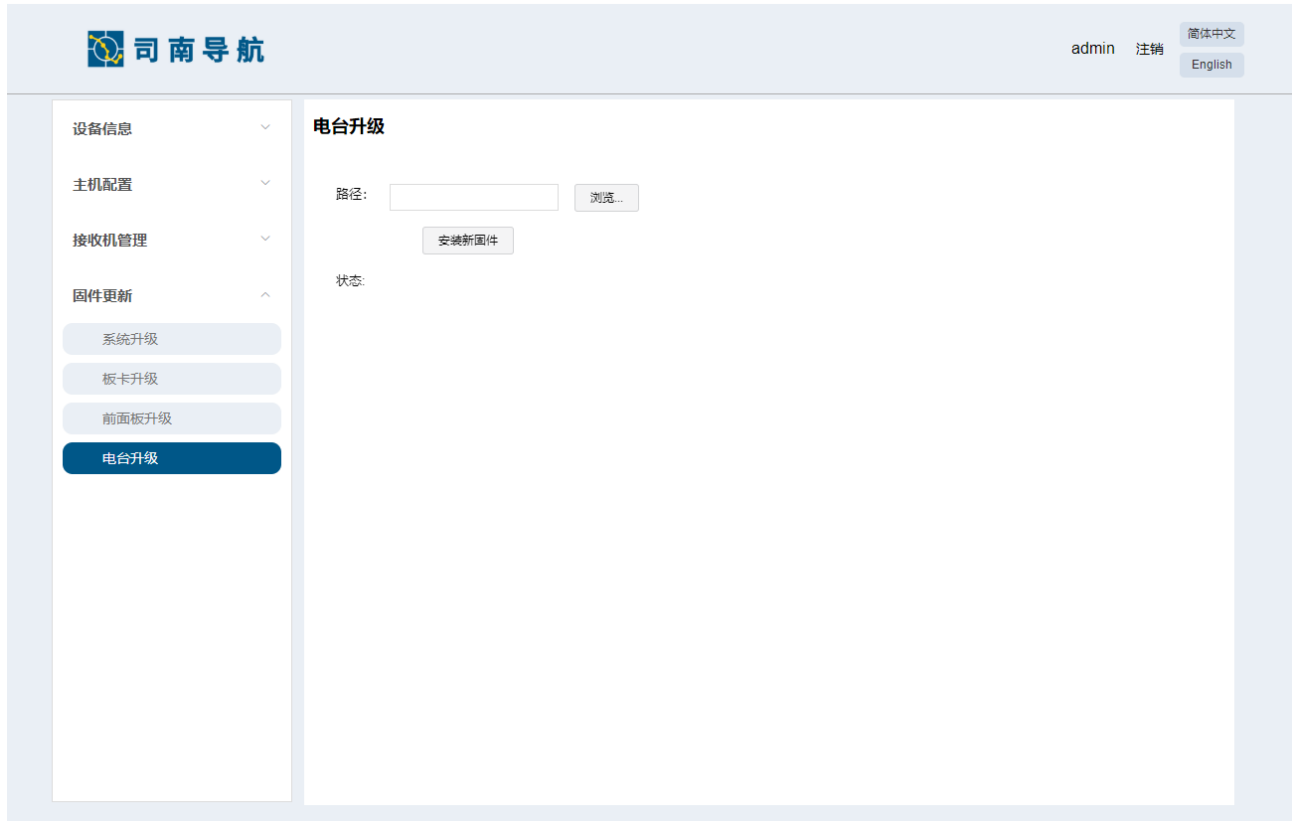 司南导航
admin 注销 简体中文
English
设备信息
主机配置
接收机管理
固件更新
系统升级
板卡升级
前面板升级
电台升级
电台升级
路径：
浏览...
安装新固件
状态: